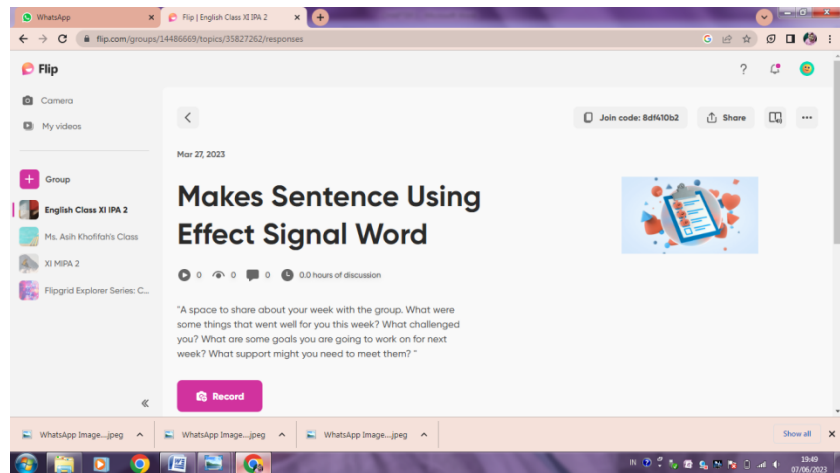 WhatsApp
Flip | English Class XI IPA 2
flip.com/groups/14486669/topics/35827262/responses
Flip
Camera
My videos
Group
English Class XI IPA 2
Ms. Asih Khofifah's Class
XI MIPA 2
Flipgrid Explorer Series: C...
Join code: 8df410b2
Share
Mar 27, 2023
Makes Sentence Using
Effect Signal Word
0 0 0 0.0 hours of discussion
"A space to share about your week with the group. What were
some things that went well for you this week? What challenged
you? What are some goals you are going to work on for next
week? What support might you need to meet them? "
Record
WhatsApp Image....jpeg
WhatsApp Image....jpeg
WhatsApp Image....jpeg
Show all
IN
19:49
07/06/2023